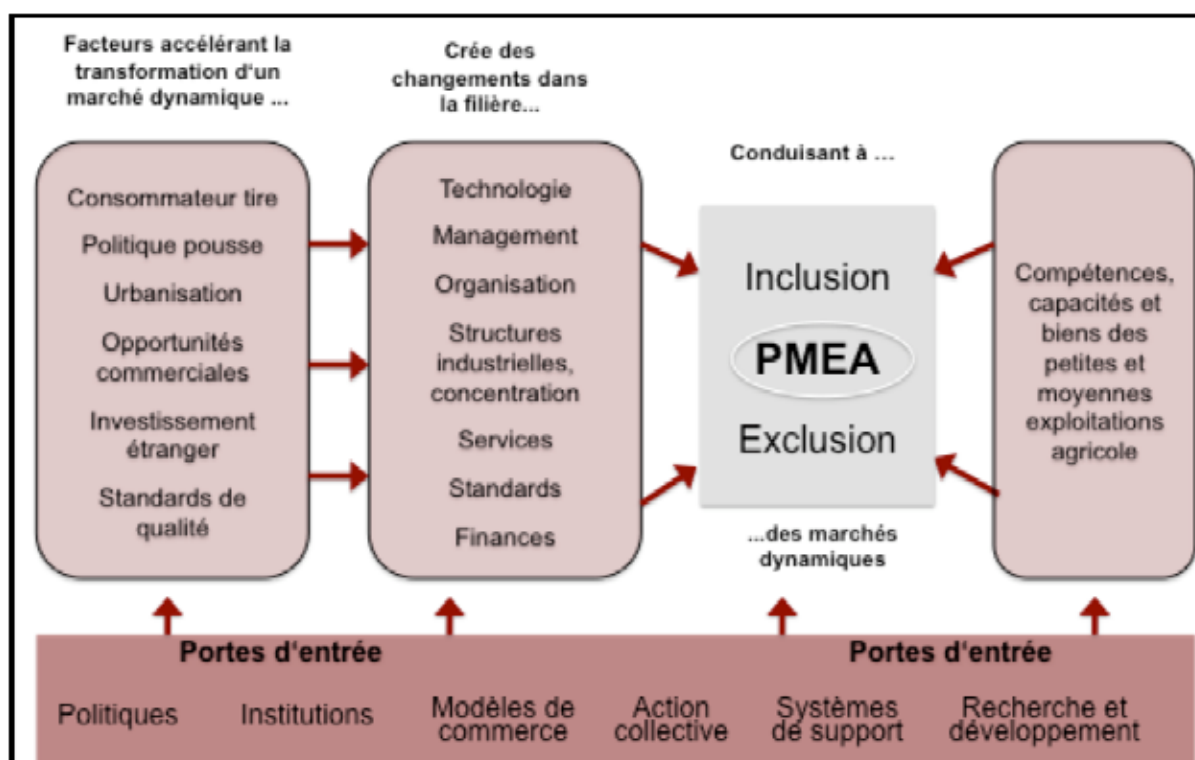 Facteurs accélérant la
transformation d'un
marché dynamique ...
Crée des
changements dans
la filière...
Consommateur tire
Politique pousse
Urbanisation
Opportunités
commerciales
Investissement
étranger
Standards de
qualité
Technologie
Management
Organisation
Structures
industrielles,
concentration
Services
Standards
Finances
Conduisant à ...
Inclusion
PMEA
Exclusion
...des marchés
dynamiques
Compétences,
capacités et
biens des
petites et
moyennes
exploitations
agricole
Portes d'entrée
Portes d'entrée
Politiques
Institutions
Modèles de
commerce
Action
collective
Systèmes
de support
Recherche et
développement